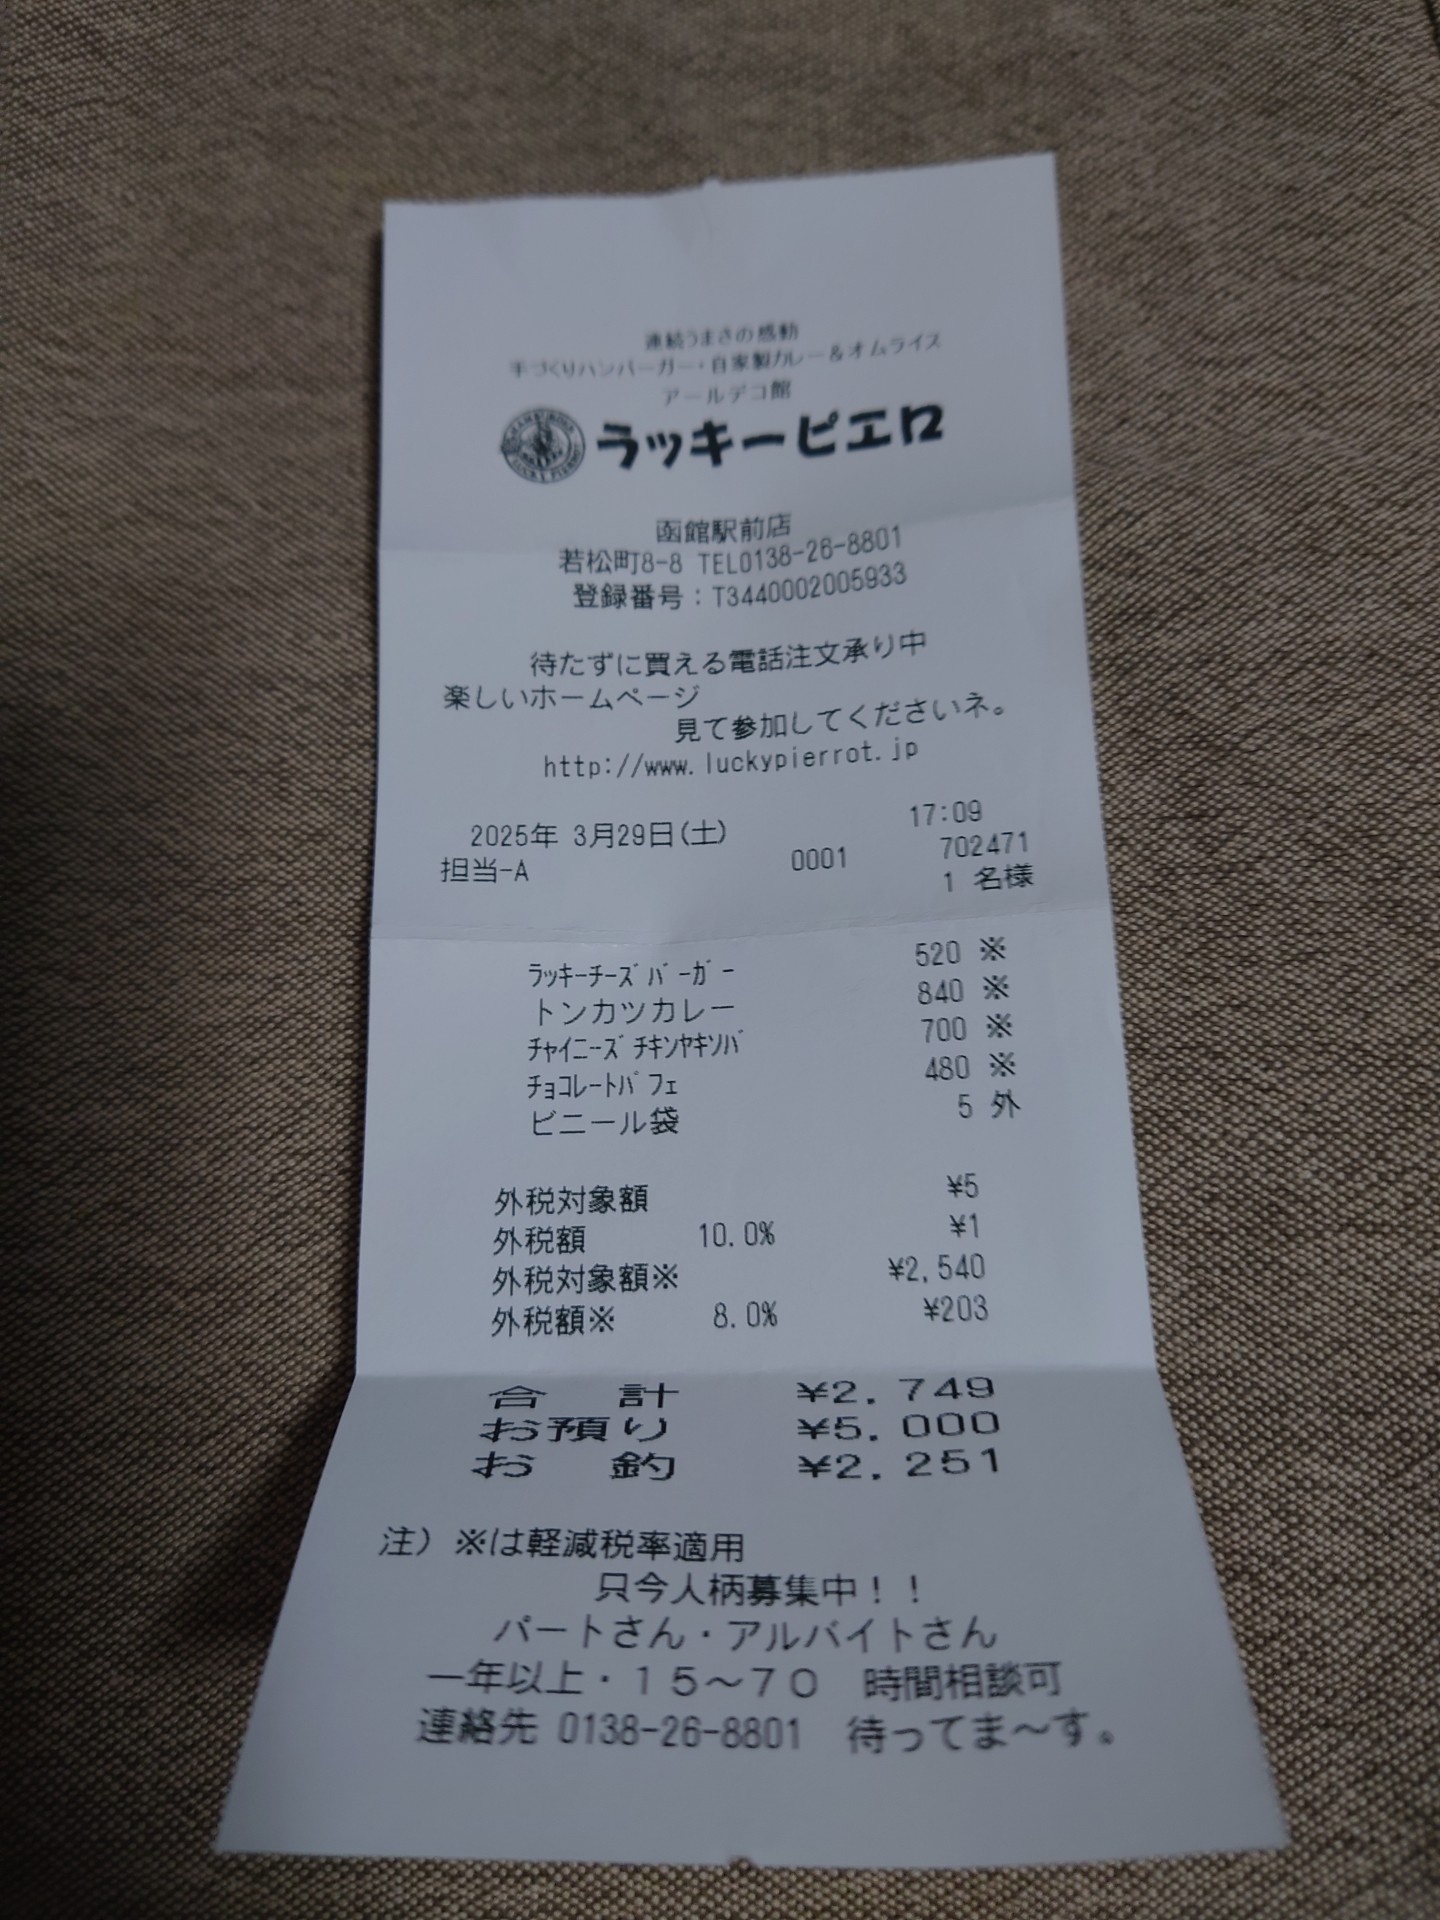 連続うまさの感動
手づくりハンバーガー・自家製カレー＆オムライス
アールデコ館
ラッキーピエロ
函館駅前店
若松町8-8 TEL0138-26-8801
登録番号：T3440002005933
待たずに買える電話注文承り中
楽しいホームページ
見て参加してくださいネ。
http://www.luckypierrot.jp
2025年 3月29日(土) 17:09
担当-A 0001 702471
1 名様
ﾗｯｷｰﾁｰｽﾞﾊﾞｰｶﾞｰ 520 ※
トンカツカレー 840 ※
ﾁｬｲﾆｰｽﾞﾁｷﾝﾔｷｿﾊﾞ 700 ※
ﾁｮｺﾚｰﾄﾊﾟﾌｪ 480 ※
ビニール袋 5 外
外税対象額 ¥5
外税額 10.0% ¥1
外税対象額※ ¥2,540
外税額※ 8.0% ¥203
合計 ¥2,749
お預り ¥5,000
お釣 ¥2,251
注）※は軽減税率適用
只今人柄募集中！！
パートさん・アルバイトさん
一年以上・１５～７０ 時間相談可
連絡先 0138-26-8801 待ってま～す。